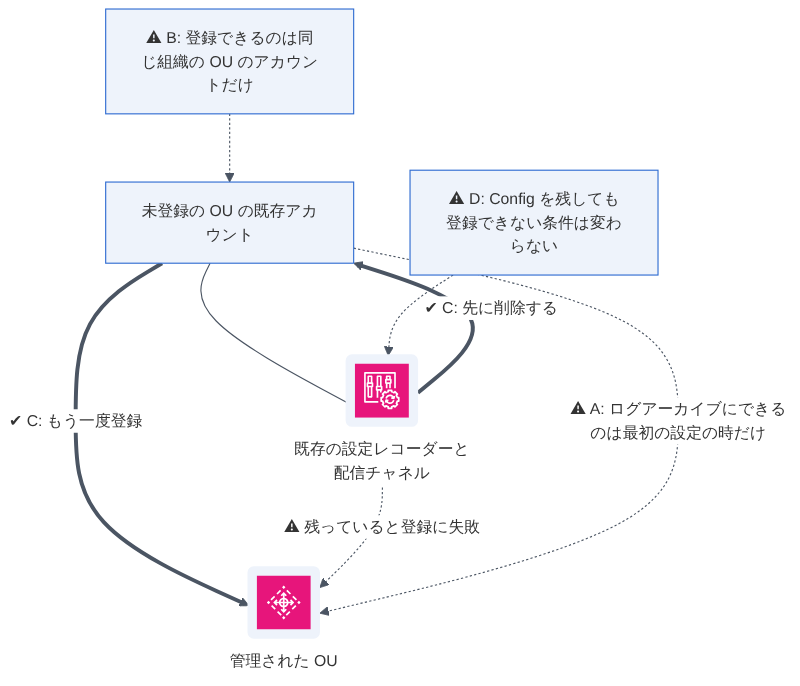 ⚠ B: 登録できるのは同
じ組織の OU のアカウン
トだけ
未登録の OU の既存アカ
ウント
⚠ D: Config を残しても
登録できない条件は変わ
らない
✔ C: 先に削除する
✔ C: もう一度登録
⚠ A: ログアーカイブにできる
のは最初の設定の時だけ
既存の設定レコーダーと
配信チャネル
⚠ 残っていると登録に失敗
管理された OU